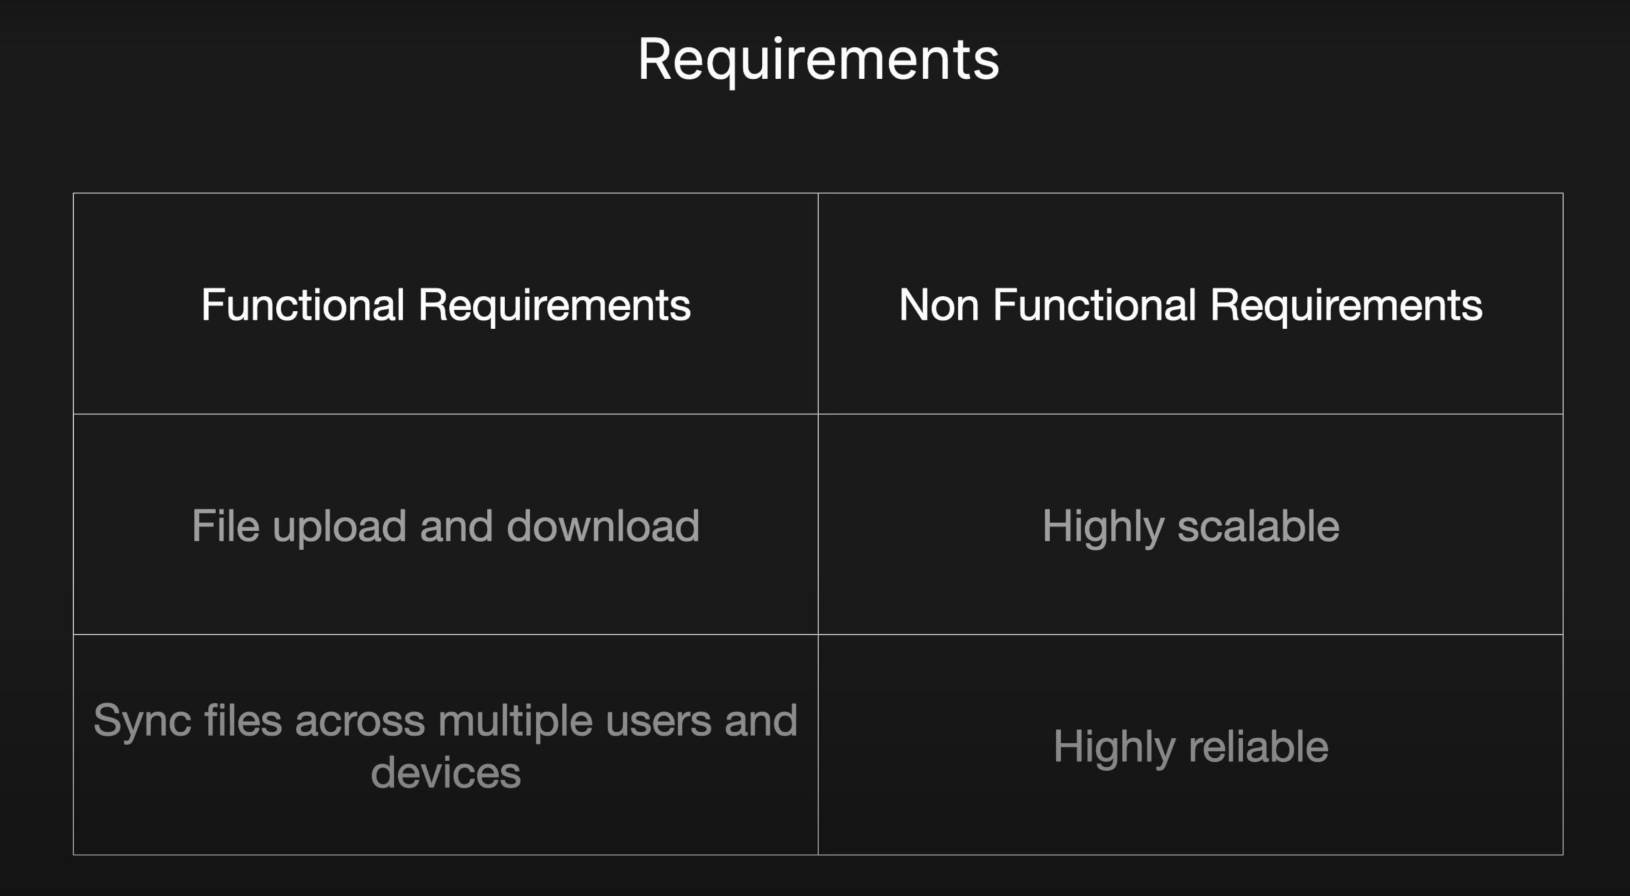 Requirements
Functional Requirements
Non Functional Requirements
File upload and download
Highly scalable
Sync files across multiple users and
devices
Highly reliable